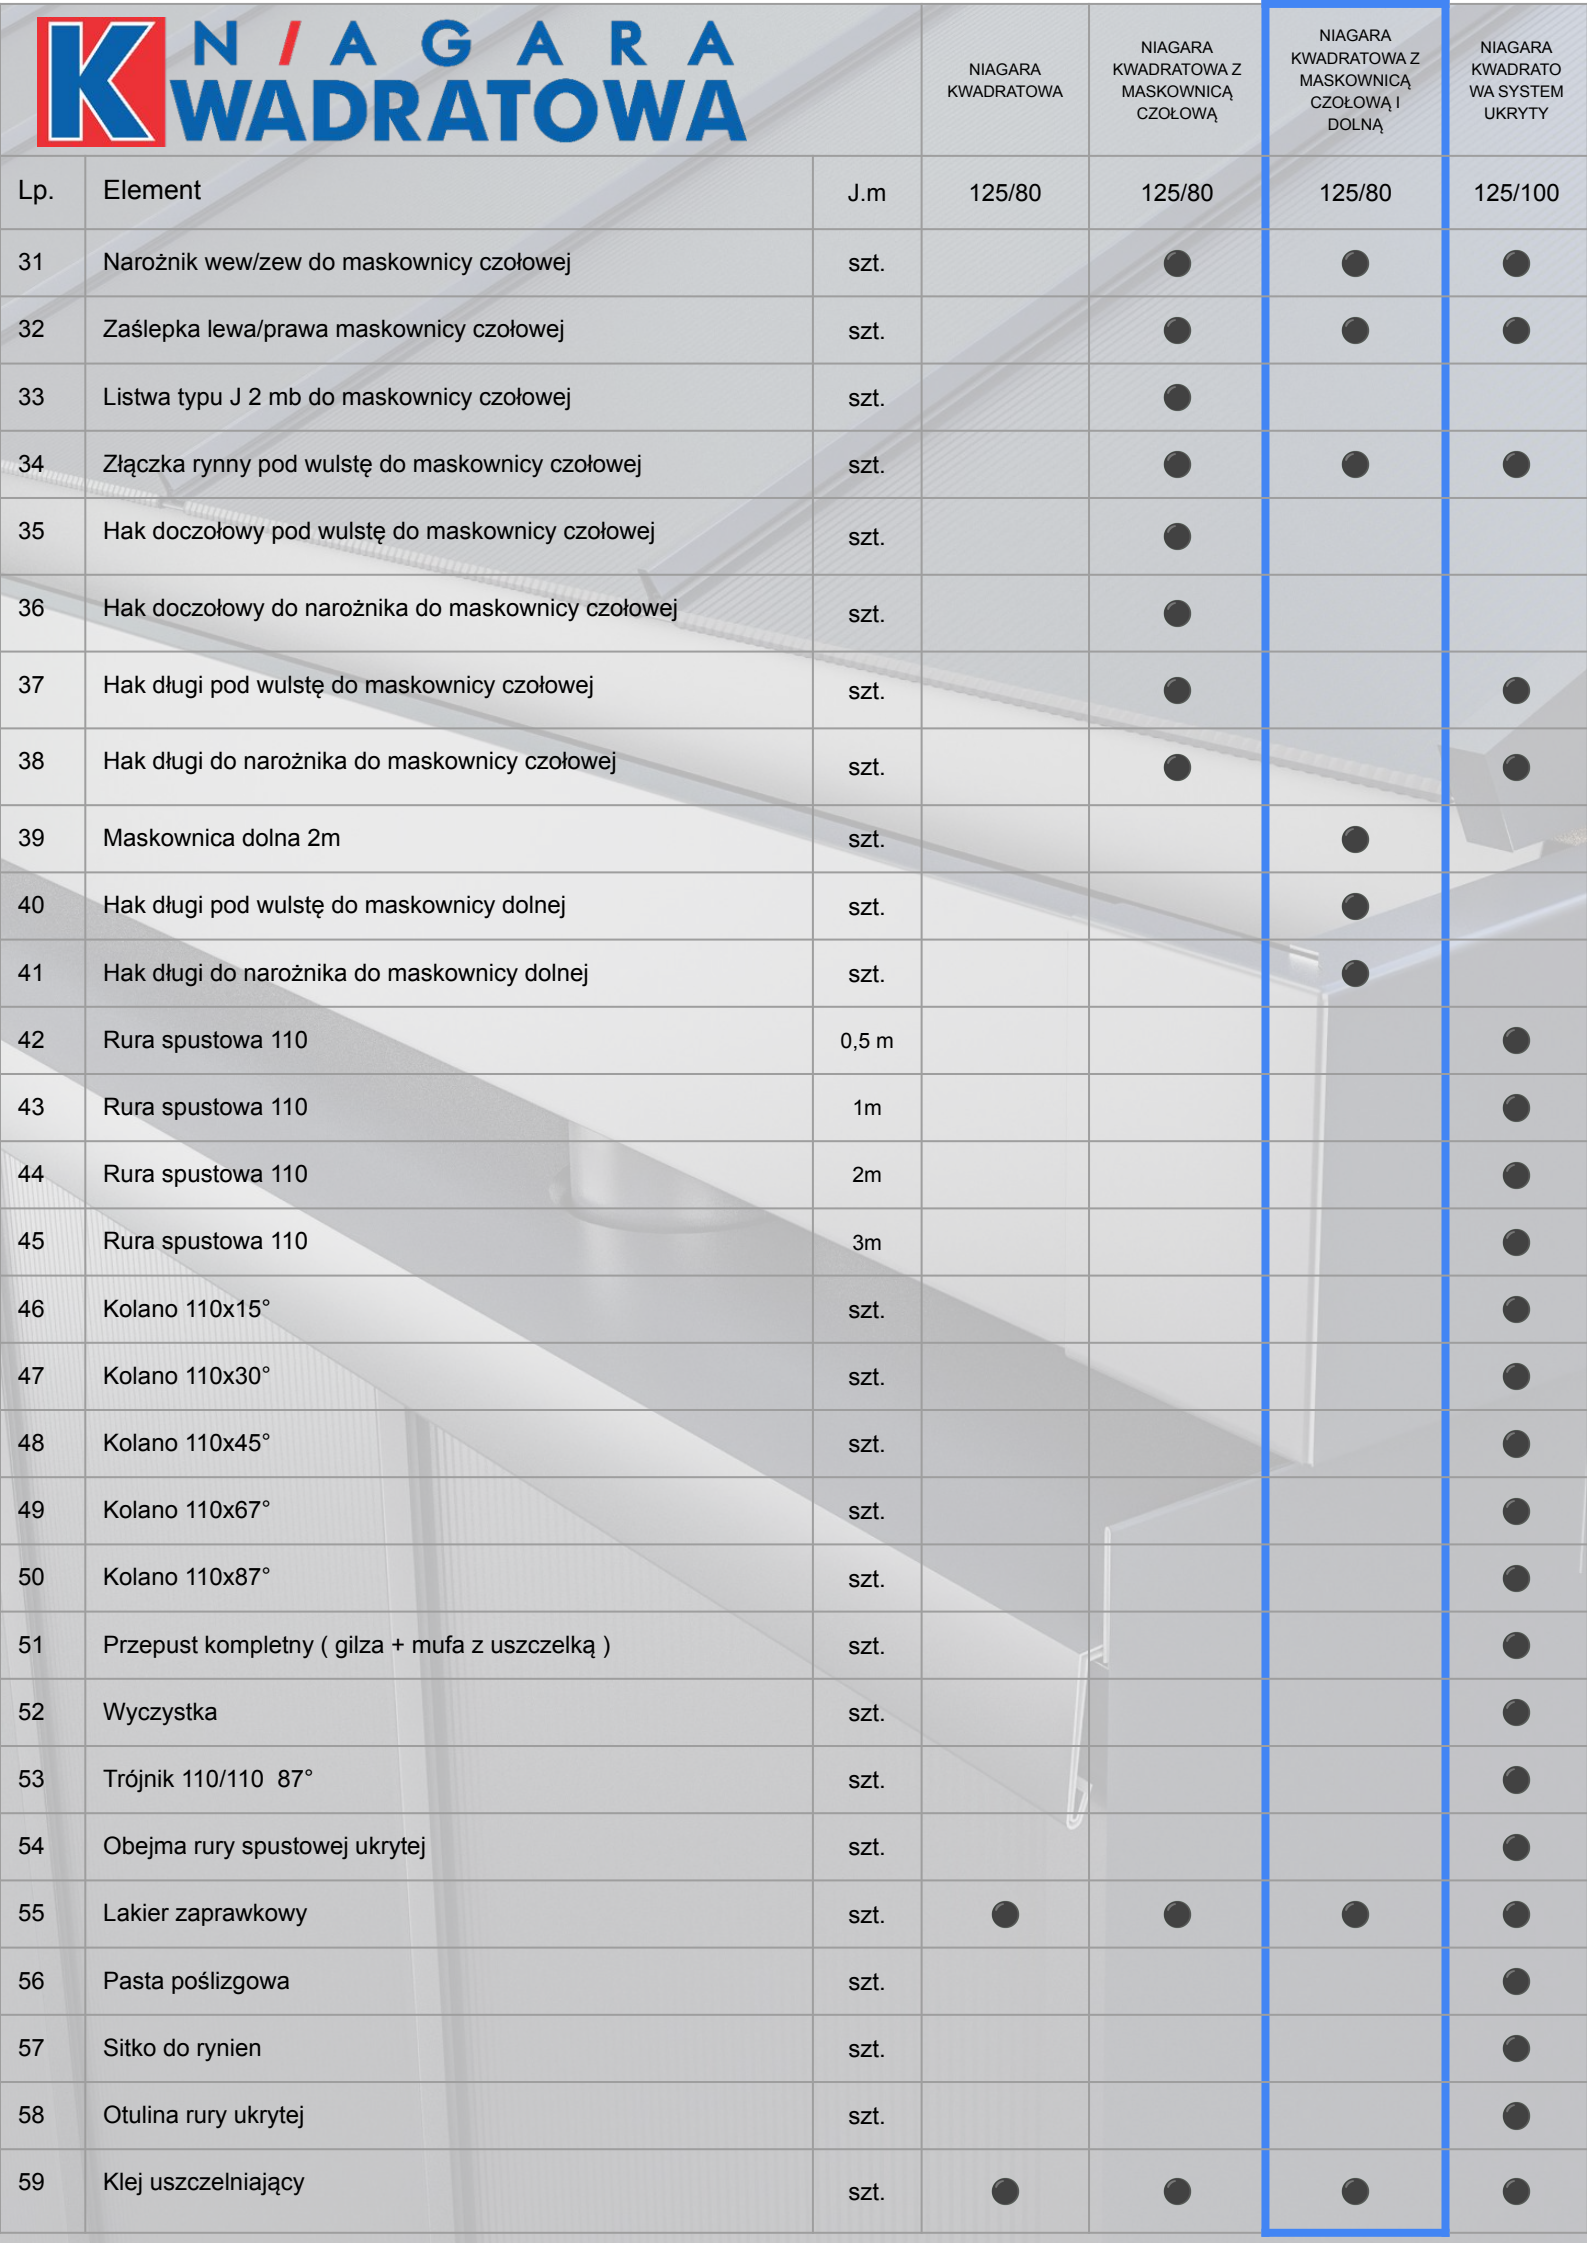 NIAGARA
KWADRATOWA
NIAGARA
KWADRATOWA
NIAGARA
KWADRATOWA Z
MASKOWNICĄ
CZOŁOWĄ
NIAGARA
KWADRATOWA Z
MASKOWNICĄ
CZOŁOWĄ I
DOLNĄ
NIAGARA
KWADRATO
WA SYSTEM
UKRYTY
Lp. Element J.m 125/80 125/80 125/80 125/100
31 Narożnik wew/zew do maskownicy czołowej szt. ● ● ●
32 Zaślepka lewa/prawa maskownicy czołowej szt. ● ● ●
33 Listwa typu J 2 mb do maskownicy czołowej szt. ●
34 Złączka rynny pod wulstę do maskownicy czołowej szt. ● ● ●
35 Hak doczołowy pod wulstę do maskownicy czołowej szt. ●
36 Hak doczołowy do narożnika do maskownicy czołowej szt. ●
37 Hak długi pod wulstę do maskownicy czołowej szt. ● ●
38 Hak długi do narożnika do maskownicy czołowej szt. ● ●
39 Maskownica dolna 2m szt. ●
40 Hak długi pod wulstę do maskownicy dolnej szt. ●
41 Hak długi do narożnika do maskownicy dolnej szt. ●
42 Rura spustowa 110 0,5 m ●
43 Rura spustowa 110 1m ●
44 Rura spustowa 110 2m ●
45 Rura spustowa 110 3m ●
46 Kolano 110x15° szt. ●
47 Kolano 110x30° szt. ●
48 Kolano 110x45° szt. ●
49 Kolano 110x67° szt. ●
50 Kolano 110x87° szt. ●
51 Przepust kompletny ( gilza + mufa z uszczelką ) szt. ●
52 Wyczystka szt. ●
53 Trójnik 110/110 87° szt. ●
54 Obejma rury spustowej ukrytej szt. ●
55 Lakier zaprawkowy szt. ● ● ● ●
56 Pasta poślizgowa szt. ●
57 Sitko do rynien szt. ●
58 Otulina rury ukrytej szt. ●
59 Klej uszczelniający szt. ● ● ● ●